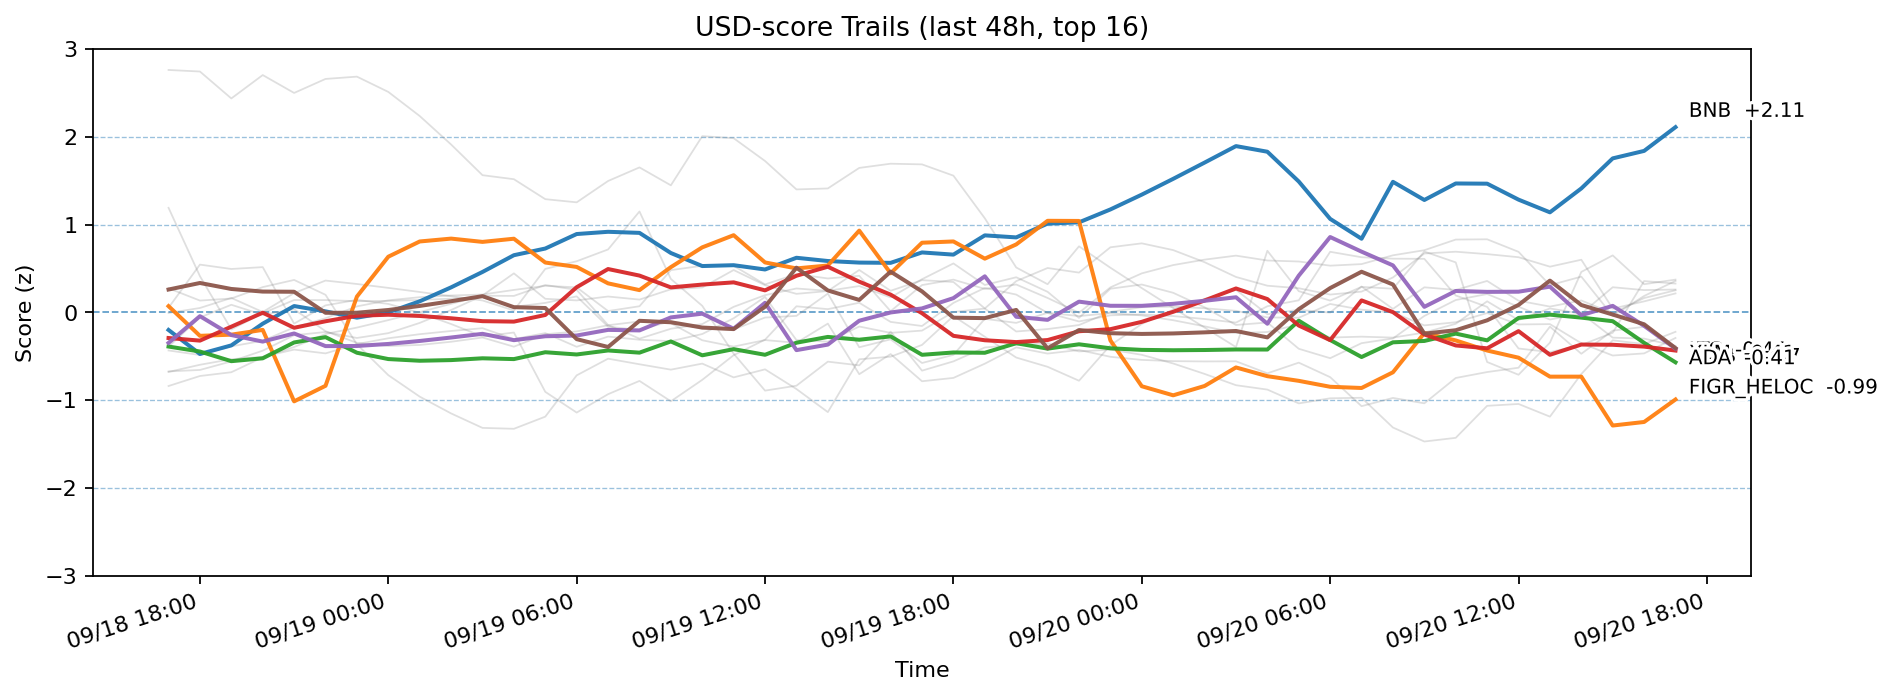 USD-score Trails (last 48h, top 16)
3
2
1
0
−1
−2
−3
Score (z)
BNB +2.11
ADA -0.41
FIGR_HELOC -0.99
09/18 18:00
09/19 00:00
09/19 06:00
09/19 12:00
09/19 18:00
09/20 00:00
09/20 06:00
09/20 12:00
09/20 18:00
Time